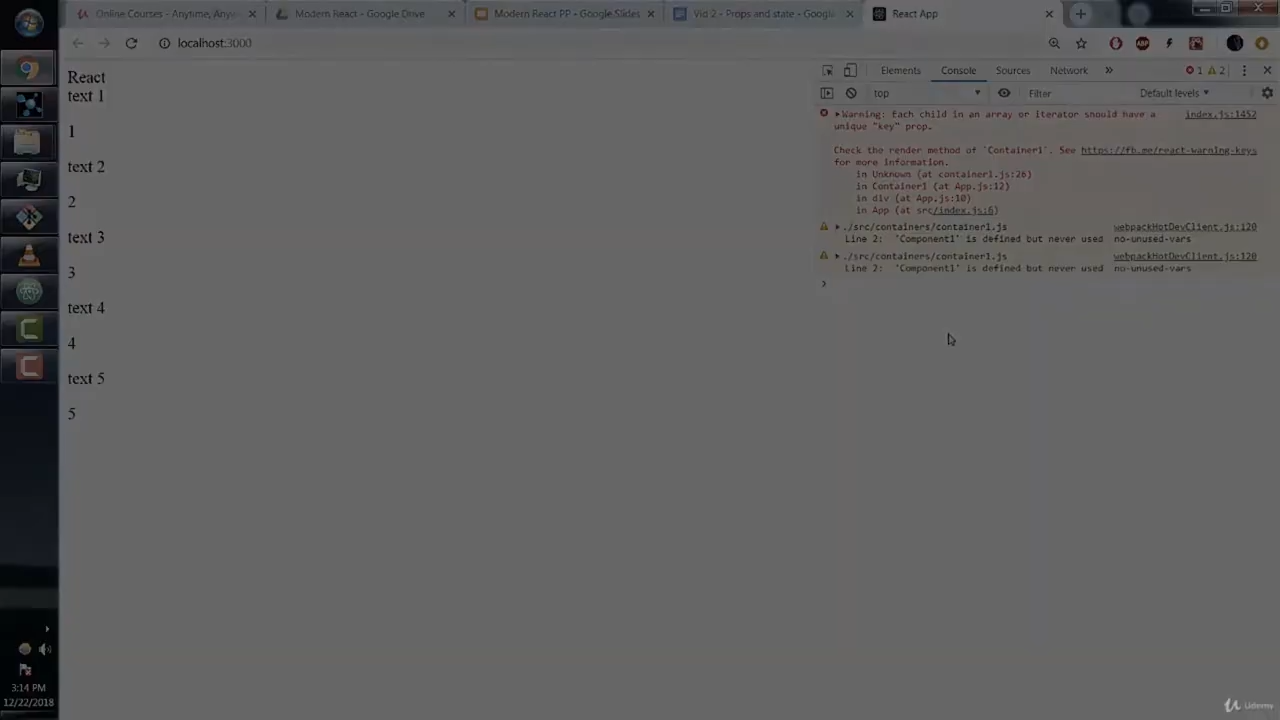 Online Courses - Anytime, Any
Modern React - Google Drive
Modern React PP - Google Slides
Vid 2 - Props and state - Google
React App
localhost:3000
ABP
React
text 1
1
text 2
2
text 3
3
text 4
4
text 5
5
Elements
Console
Sources
Network
1
2
top
Filter
Default levels
Warning: Each child in an array or iterator should have a index.js:1452
unique "key" prop.
Check the render method of `Container1`. See https://fb.me/react-warning-keys
for more information.
in Unknown (at container1.js:26)
in Container1 (at App.js:12)
in div (at App.js:10)
in App (at src/index.js:6)
./src/containers/container1.js webpackHotDevClient.js:120
Line 2: 'Component1' is defined but never used no-unused-vars
./src/containers/container1.js webpackHotDevClient.js:120
Line 2: 'Component1' is defined but never used no-unused-vars
3:14 PM
12/22/2018
Udemy